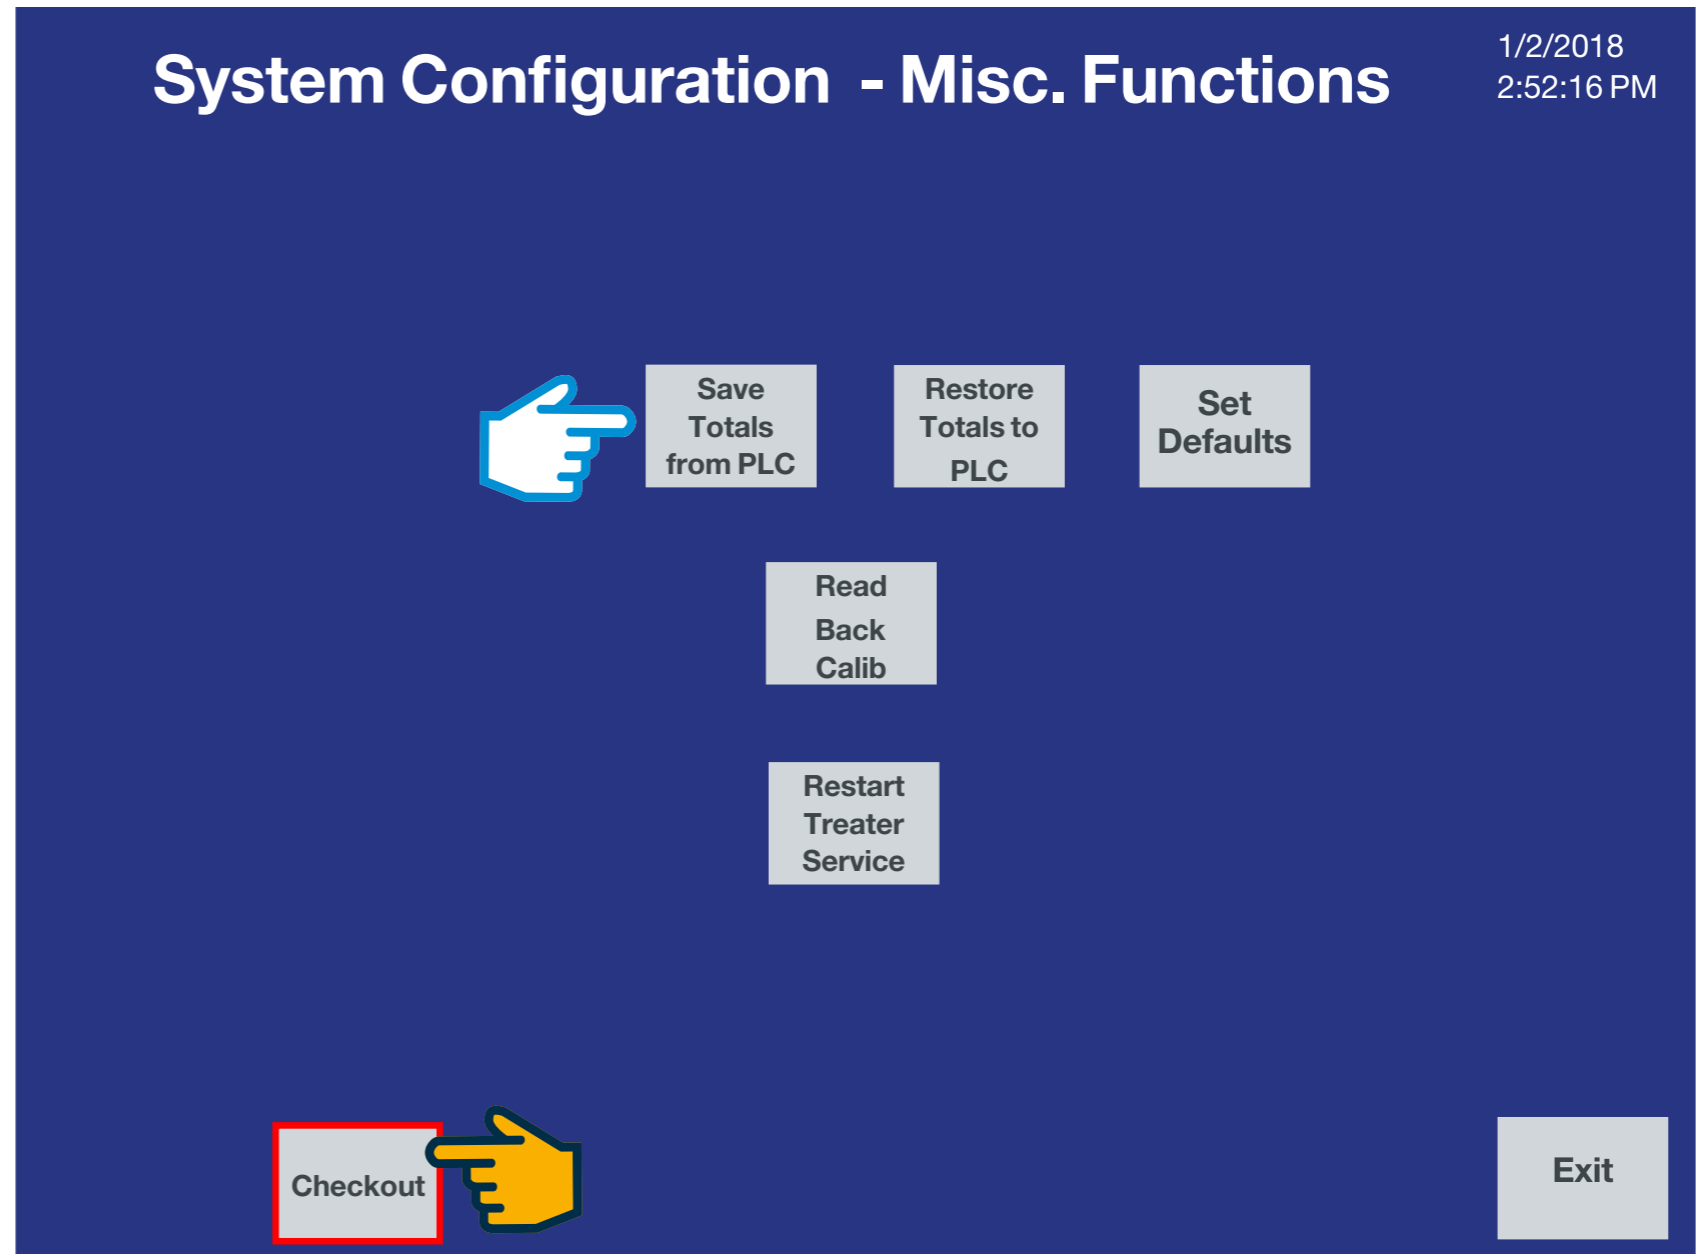 System Configuration - Misc. Functions
1/2/2018
2:52:16 PM
Save
Totals
from PLC
Restore
Totals to
PLC
Set
Defaults
Read
Back
Calib
Restart
Treater
Service
Checkout
Exit